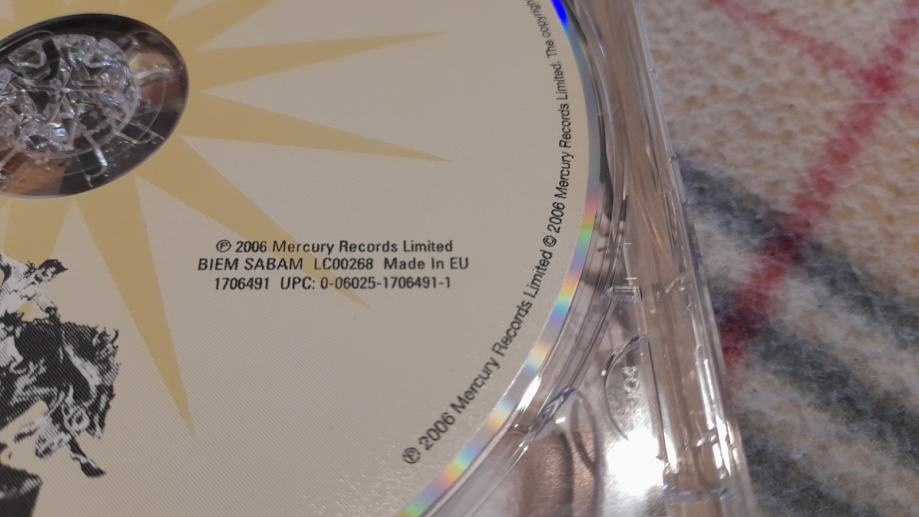 ℗ 2006 Mercury Records Limited
BIEM SABAM LC00268 Made In EU
1706491 UPC: 0-06025-1706491-1
℗ 2006 Mercury Records Limited © 2006 Mercury Records Limited. The copyright